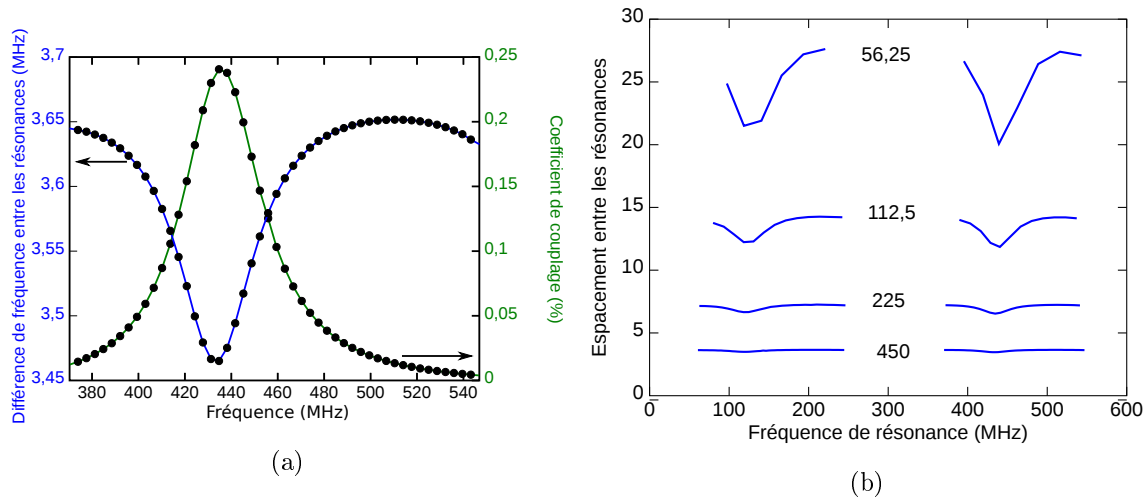 3,7
3,65
3,6
3,55
3,5
3,45
Différence de fréquence entre les résonances (MHz)
0,25
0,2
0,15
0,1
0,05
0
Coefficient de couplage (%)
380 400 420 440 460 480 500 520 540
Fréquence (MHz)
(a)
30
25
20
15
10
5
0
Espacement entre les résonances
56,25
112,5
225
450
0 100 200 300 400 500 600
Fréquence de résonance (MHz)
(b)